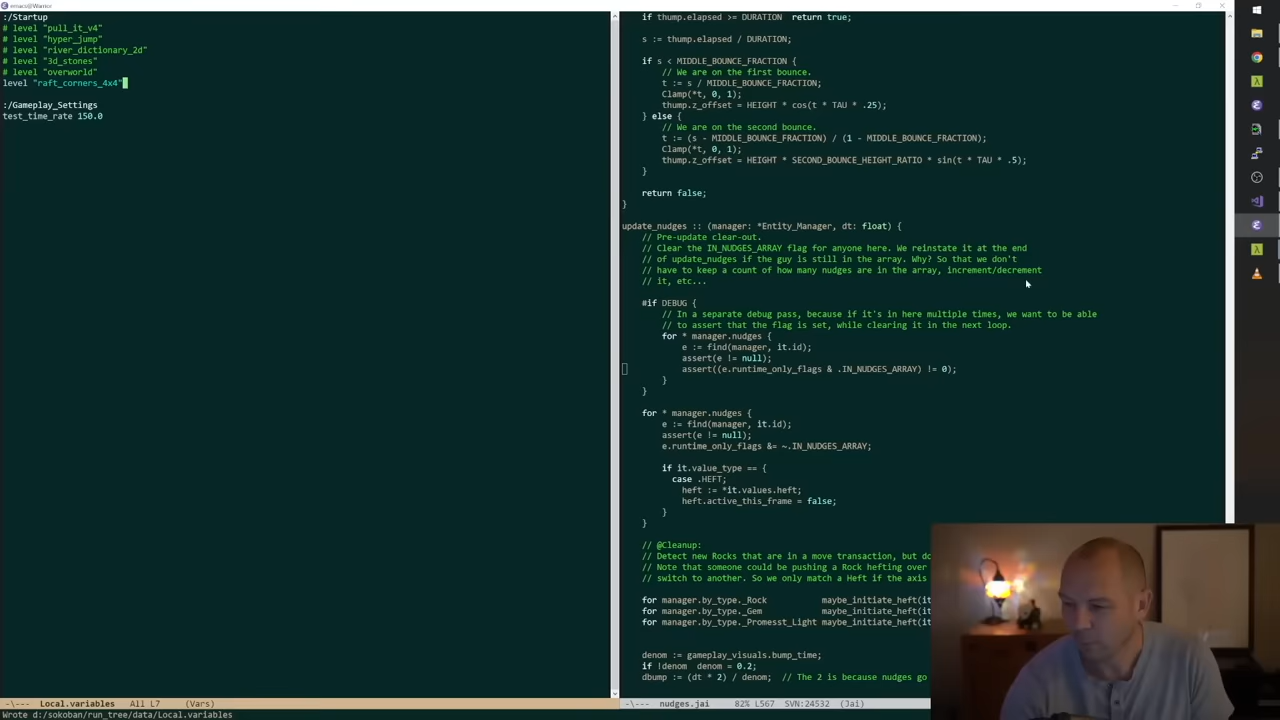 emacs@Warrior
:/Startup
# level "pull_it_v4"
# level "hyper_jump"
# level "river_dictionary_2d"
# level "3d_stones"
# level "overworld"
level "raft_corners_4x4"
:/Gameplay_Settings
test_time_rate 150.0
-\--- Local.variables All L7 (Vars)
Wrote d:/sokoban/run_tree/data/Local.variables
if thump.elapsed >= DURATION return true;
s := thump.elapsed / DURATION;
if s < MIDDLE_BOUNCE_FRACTION {
// We are on the first bounce.
t := s / MIDDLE_BOUNCE_FRACTION;
Clamp(*t, 0, 1);
thump.z_offset = HEIGHT * cos(t * TAU * .25);
} else {
// We are on the second bounce.
t := (s - MIDDLE_BOUNCE_FRACTION) / (1 - MIDDLE_BOUNCE_FRACTION);
Clamp(*t, 0, 1);
thump.z_offset = HEIGHT * SECOND_BOUNCE_HEIGHT_RATIO * sin(t * TAU * .5);
}
return false;
}
update_nudges :: (manager: *Entity_Manager, dt: float) {
// Pre-update clear-out.
// Clear the IN_NUDGES_ARRAY flag for anyone here. We reinstate it at the end
// of update_nudges if the guy is still in the array. Why? So that we don't
// have to keep a count of how many nudges are in the array, increment/decrement
// it, etc...
#if DEBUG {
// In a separate debug pass, because if it's in here multiple times, we want to be able
// to assert that the flag is set, while clearing it in the next loop.
for * manager.nudges {
e := find(manager, it.id);
assert(e != null);
assert((e.runtime_only_flags & .IN_NUDGES_ARRAY) != 0);
}
}
for * manager.nudges {
e := find(manager, it.id);
assert(e != null);
e.runtime_only_flags &= ~.IN_NUDGES_ARRAY;
if it.value_type == {
case .HEFT;
heft := *it.values.heft;
heft.active_this_frame = false;
}
}
// @Cleanup:
// Detect new Rocks that are in a move transaction, but do
// Note that someone could be pushing a Rock hefting over
// switch to another. So we only match a Heft if the axis
for manager.by_type._Rock maybe_initiate_heft(it
for manager.by_type._Gem maybe_initiate_heft(it
for manager.by_type._Promesst_Light maybe_initiate_heft(it
denom := gameplay_visuals.bump_time;
if !denom denom = 0.2;
dbump := (dt * 2) / denom; // The 2 is because nudges go
-\--- nudges.jai 82% L567 SVN:24532 (Jai)